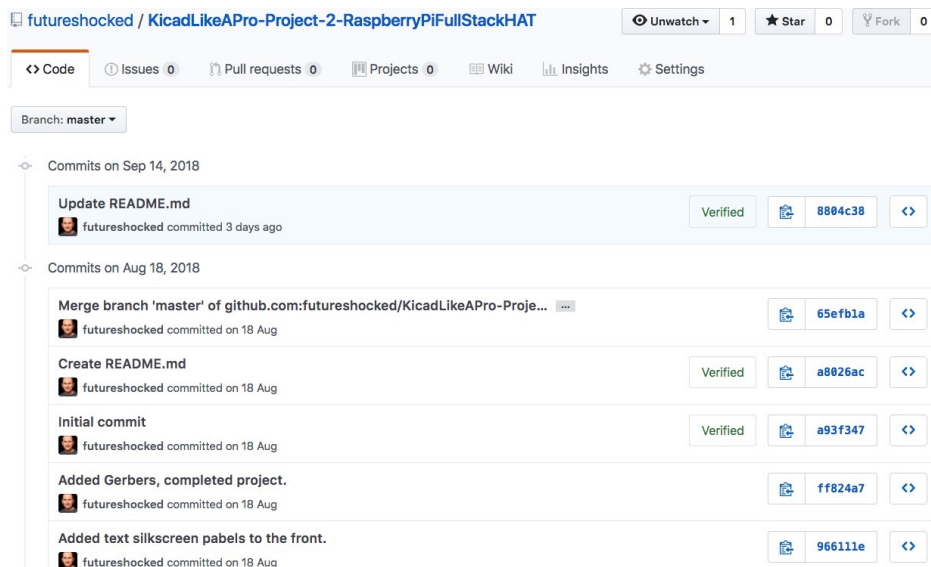 futureshocked / KicadLikeAPro-Project-2-RaspberryPiFullStackHAT Unwatch 1 Star 0 Fork 0
<> Code Issues 0 Pull requests 0 Projects 0 Wiki Insights Settings
Branch: master
Commits on Sep 14, 2018
Update README.md
futureshocked committed 3 days ago
Verified 8804c38 <>
Commits on Aug 18, 2018
Merge branch 'master' of github.com:futureshocked/KicadLikeAPro-Proje... ...
futureshocked committed on 18 Aug
65efb1a <>
Create README.md
futureshocked committed on 18 Aug
Verified a8026ac <>
Initial commit
futureshocked committed on 18 Aug
Verified a93f347 <>
Added Gerbers, completed project.
futureshocked committed on 18 Aug
ff824a7 <>
Added text silkscreen pabels to the front.
futureshocked committed on 18 Aug
966111e <>